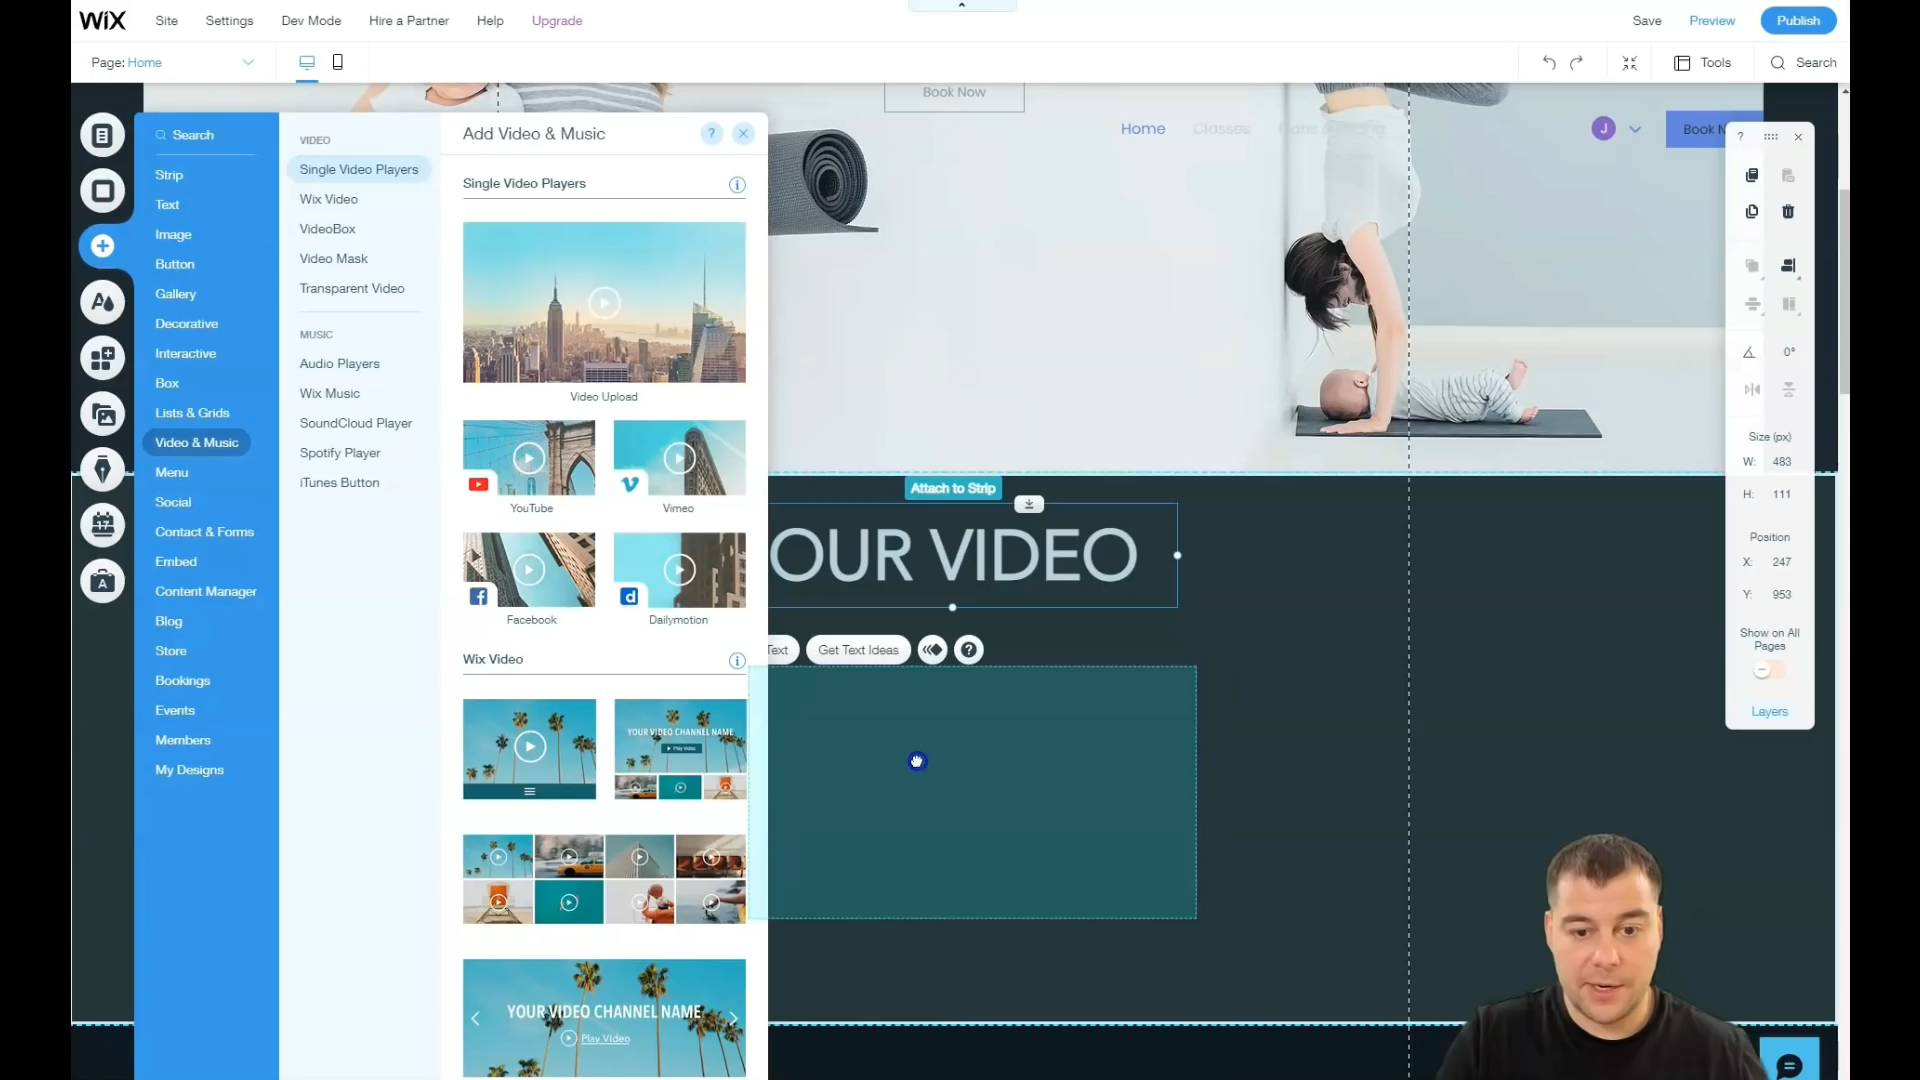 WiX
Site
Settings
Dev Mode
Hire a Partner
Help
Upgrade
Save
Preview
Publish
Page: Home
Tools
Search
Book Now
Home
Classes
J
Book N
Search
Strip
Text
Image
Button
Gallery
Decorative
Interactive
Box
Lists & Grids
Video & Music
Menu
Social
Contact & Forms
Embed
Content Manager
Blog
Store
Bookings
Events
Members
My Designs
VIDEO
Single Video Players
Wix Video
VideoBox
Video Mask
Transparent Video
MUSIC
Audio Players
Wix Music
SoundCloud Player
Spotify Player
iTunes Button
Add Video & Music
?
Single Video Players
Video Upload
YouTube
Vimeo
Facebook
Dailymotion
Wix Video
YOUR VIDEO CHANNEL NAME
Play Video
YOUR VIDEO CHANNEL NAME
Play Video
Attach to Strip
OUR VIDEO
Text
Get Text Ideas
?
?
0°
Size (px)
W: 483
H: 111
Position
X: 247
Y: 953
Show on All
Pages
Layers
17
A
A